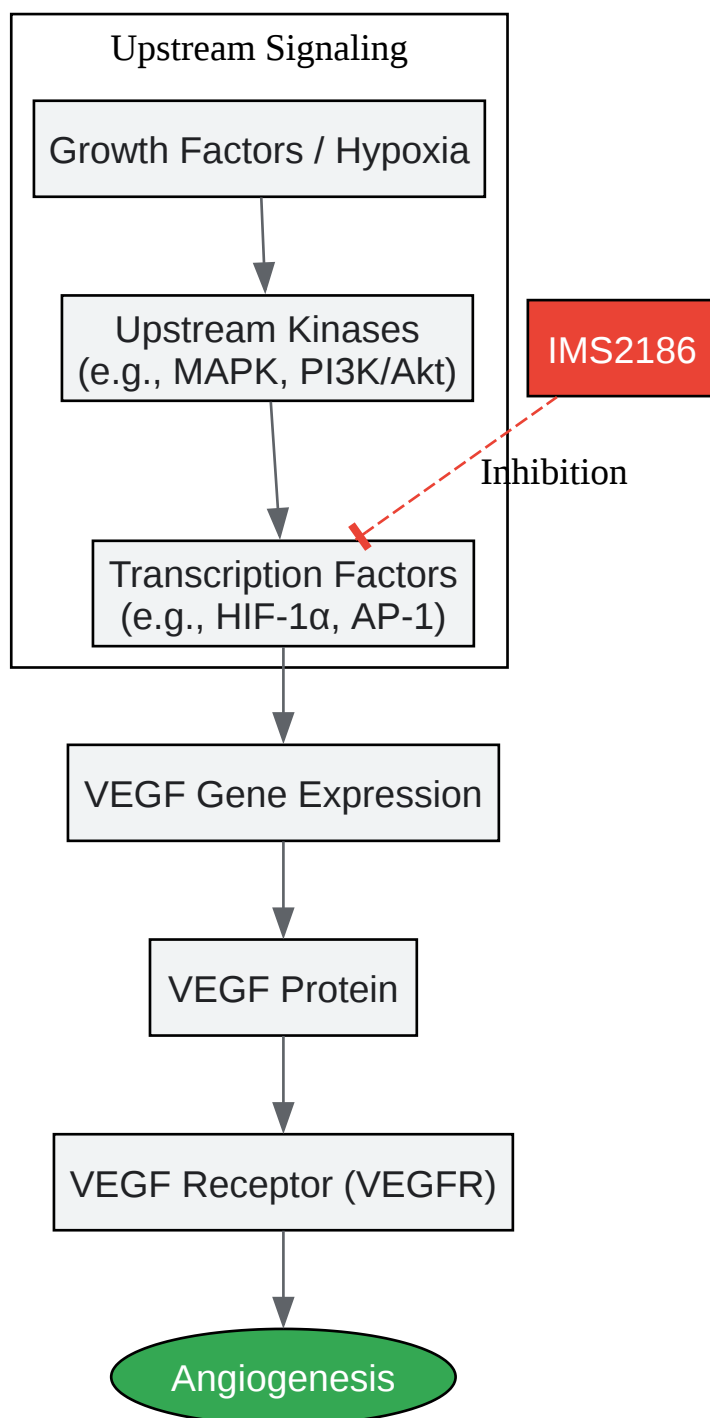 Upstream Signaling
Growth Factors / Hypoxia
Upstream Kinases
(e.g., MAPK, PI3K/Akt)
IMS2186
Inhibition
Transcription Factors
(e.g., HIF-1α, AP-1)
VEGF Gene Expression
VEGF Protein
VEGF Receptor (VEGFR)
Angiogenesis